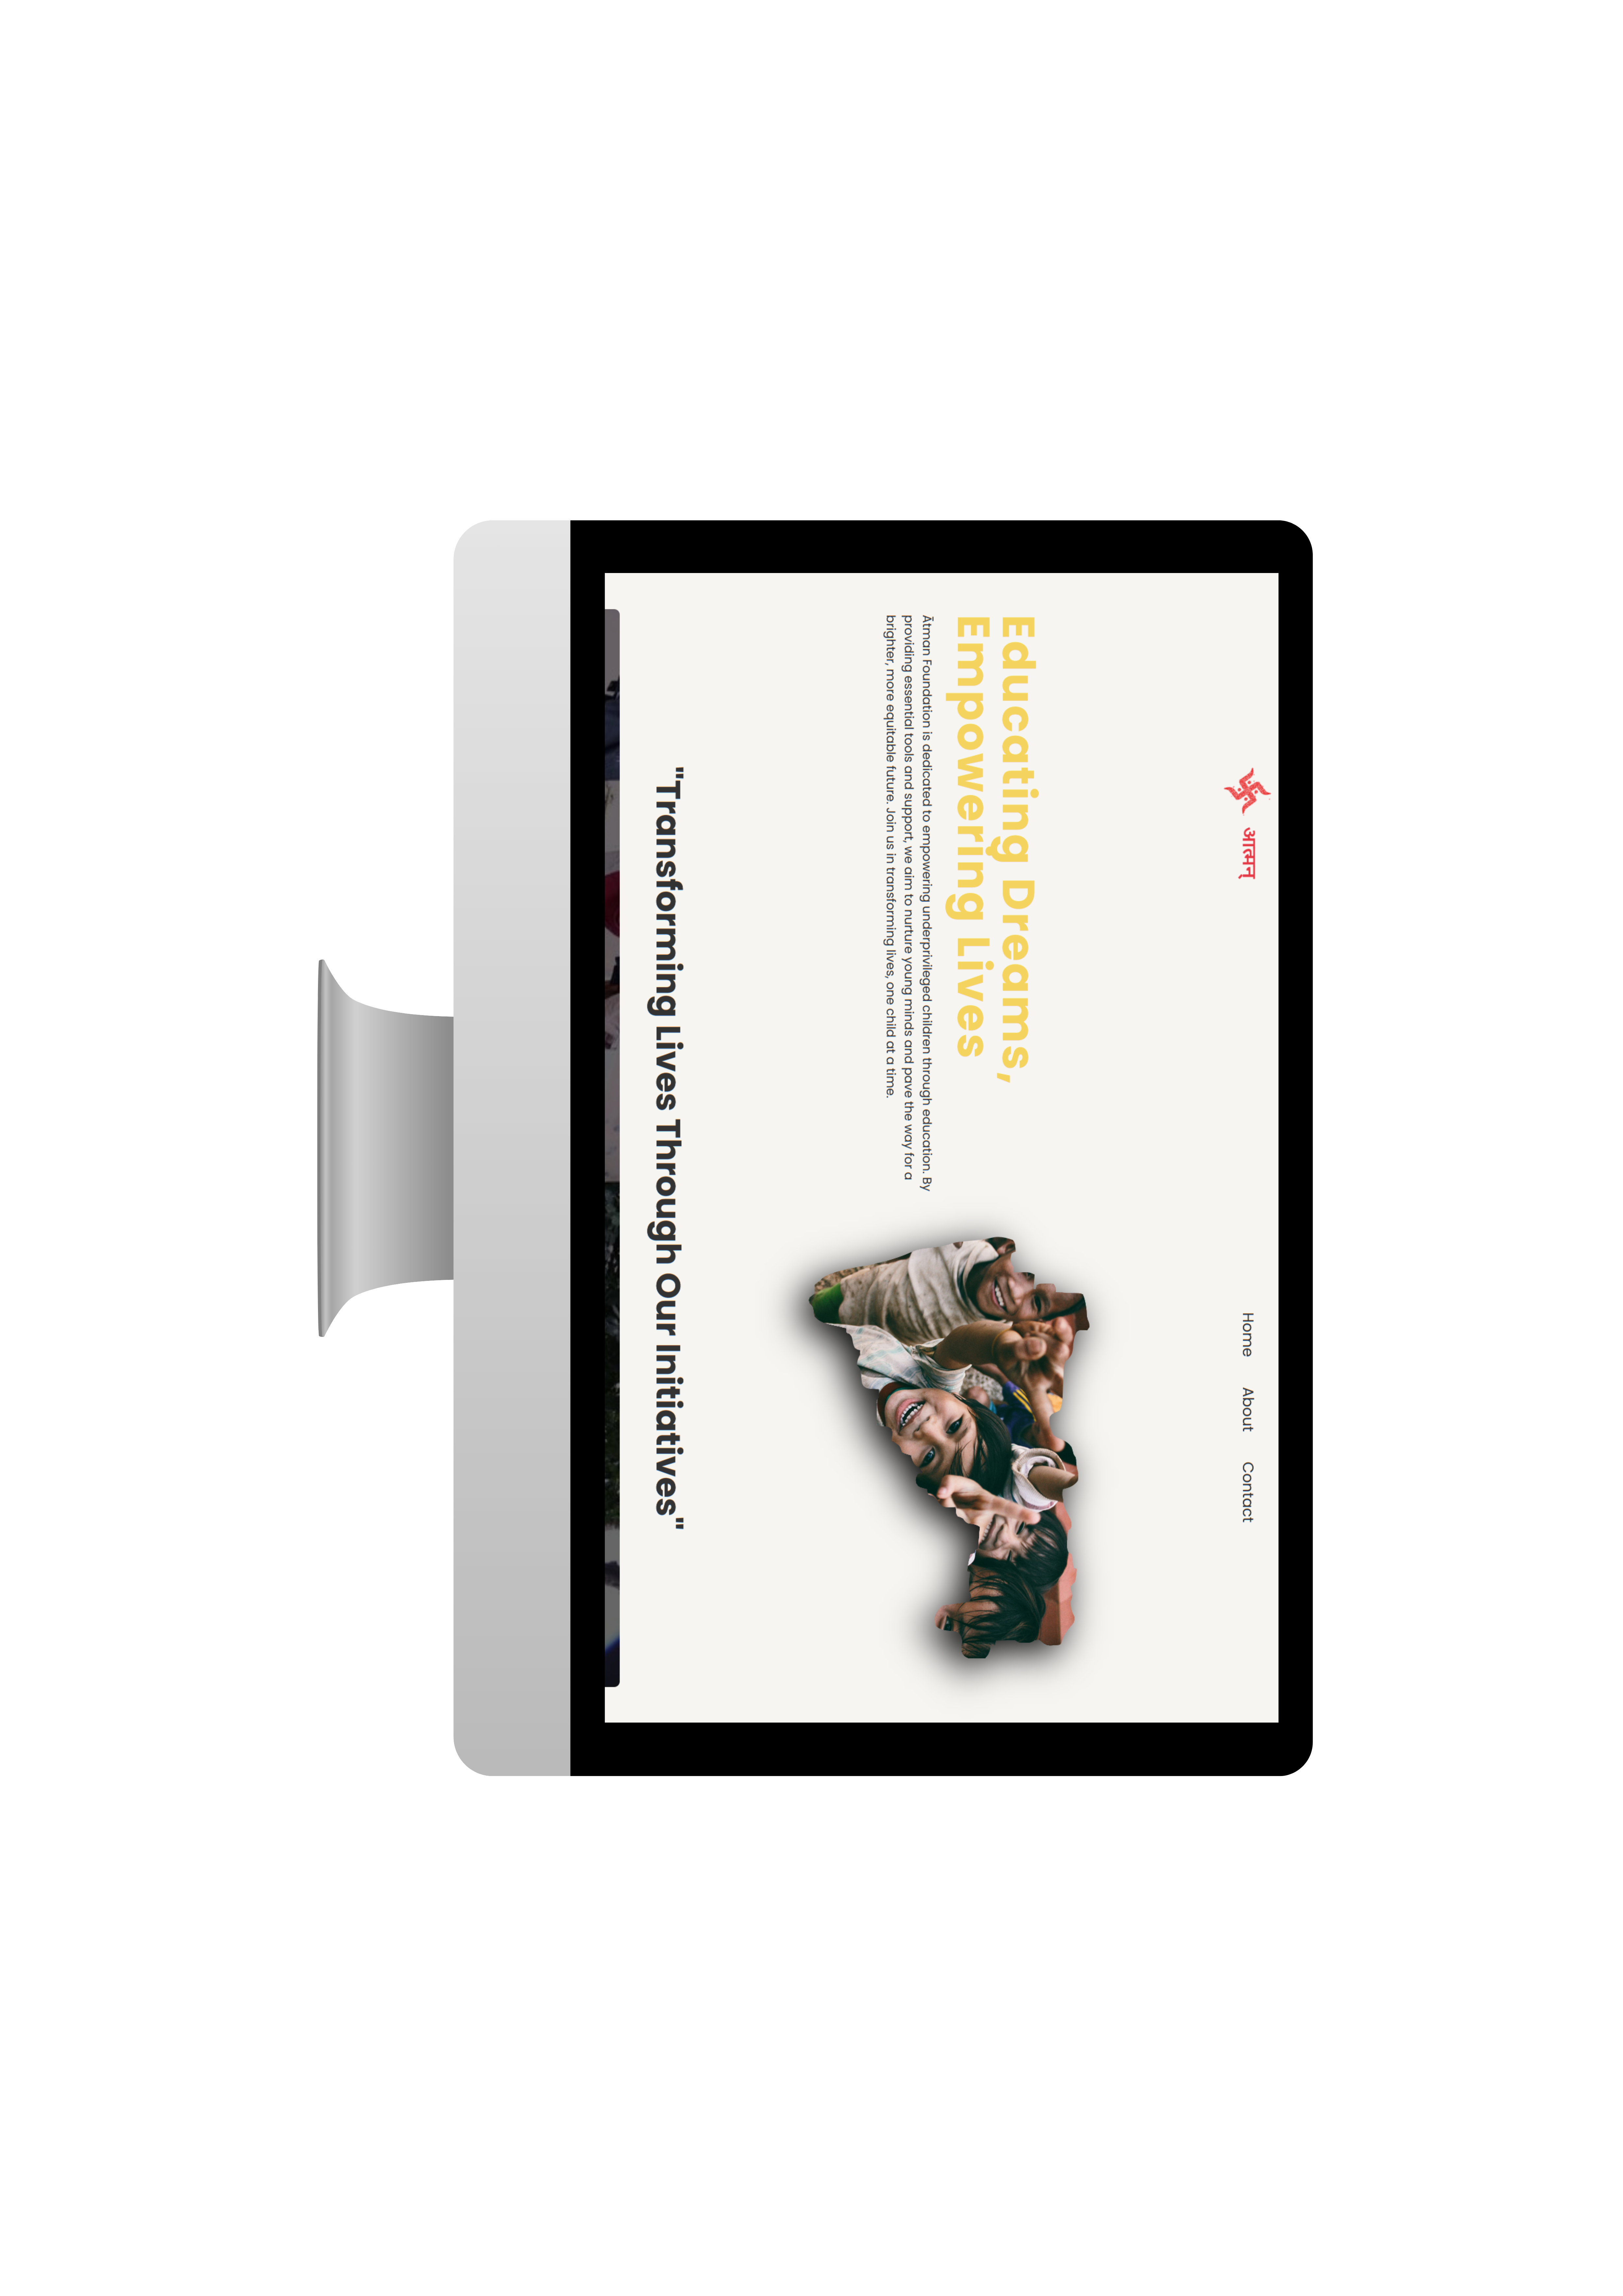 आत्मन्
Home About Contact
Educating Dreams,
Empowering Lives
Ātman Foundation is dedicated to empowering underprivileged children through education. By
providing essential tools and support, we aim to nurture young minds and pave the way for a
brighter, more equitable future. Join us in transforming lives, one child at a time.
"Transforming Lives Through Our Initiatives"